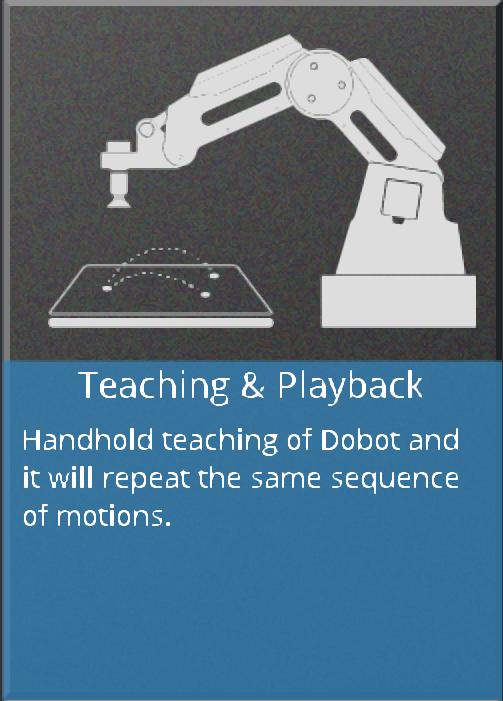 Teaching & Playback
Handhold teaching of Dobot and
it will repeat the same sequence
of motions.